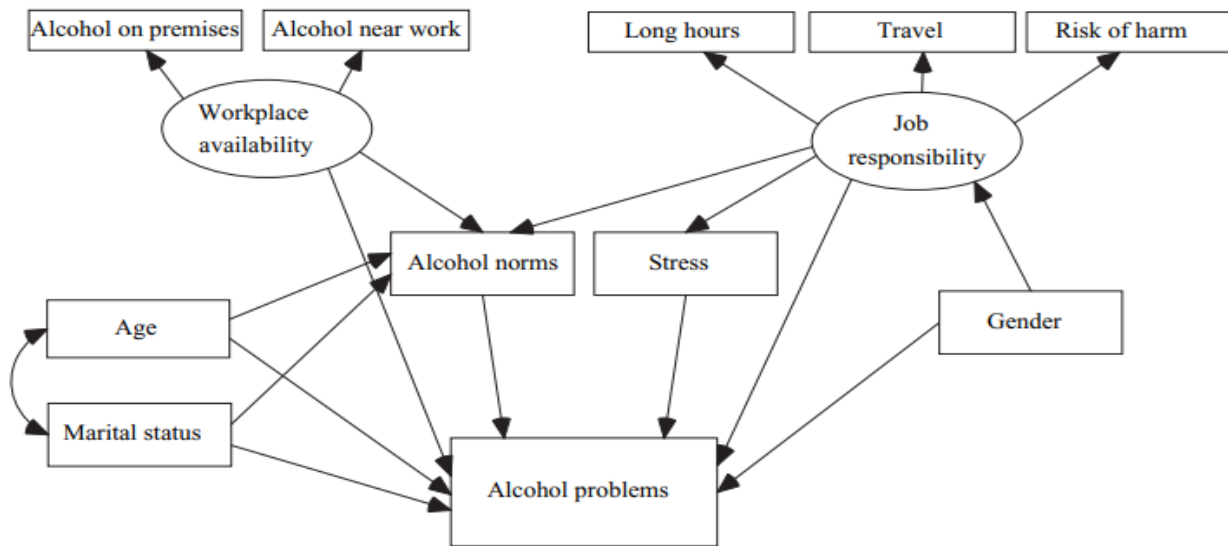 Alcohol on premises
Alcohol near work
Long hours
Travel
Risk of harm
Workplace
availability
Job
responsibility
Alcohol norms
Stress
Age
Gender
Marital status
Alcohol problems